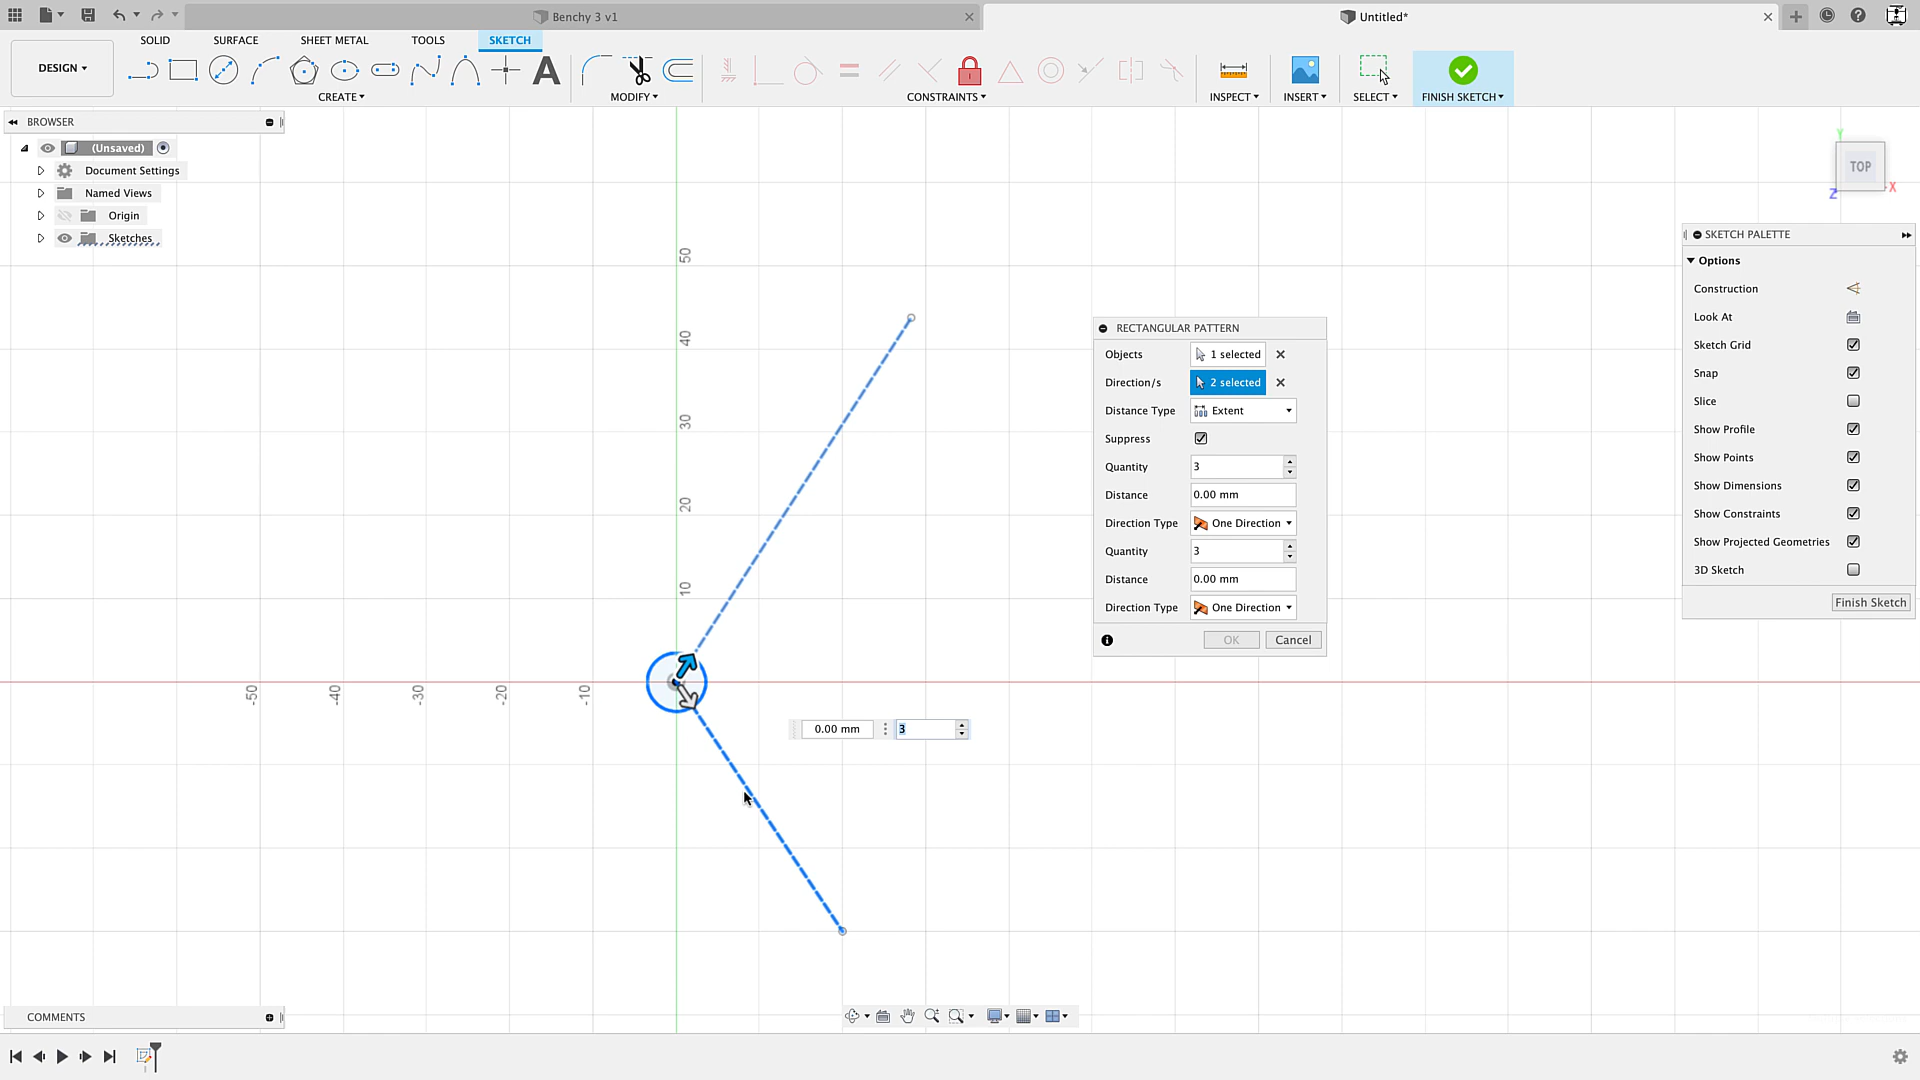 Benchy 3 v1
Untitled*
SOLID
SURFACE
SHEET METAL
TOOLS
SKETCH
DESIGN
CREATE
MODIFY
CONSTRAINTS
INSPECT
INSERT
SELECT
FINISH SKETCH
BROWSER
(Unsaved)
Document Settings
Named Views
Origin
Sketches
Y
TOP
X
Z
SKETCH PALETTE
Options
Construction
Look At
Sketch Grid
Snap
Slice
Show Profile
Show Points
Show Dimensions
Show Constraints
Show Projected Geometries
3D Sketch
Finish Sketch
RECTANGULAR PATTERN
Objects 1 selected
Direction/s 2 selected
Distance Type Extent
Suppress
Quantity 3
Distance 0.00 mm
Direction Type One Direction
Quantity 3
Distance 0.00 mm
Direction Type One Direction
OK Cancel
50
40
30
20
10
-50 -40 -30 -20 -10
0.00 mm 3
COMMENTS